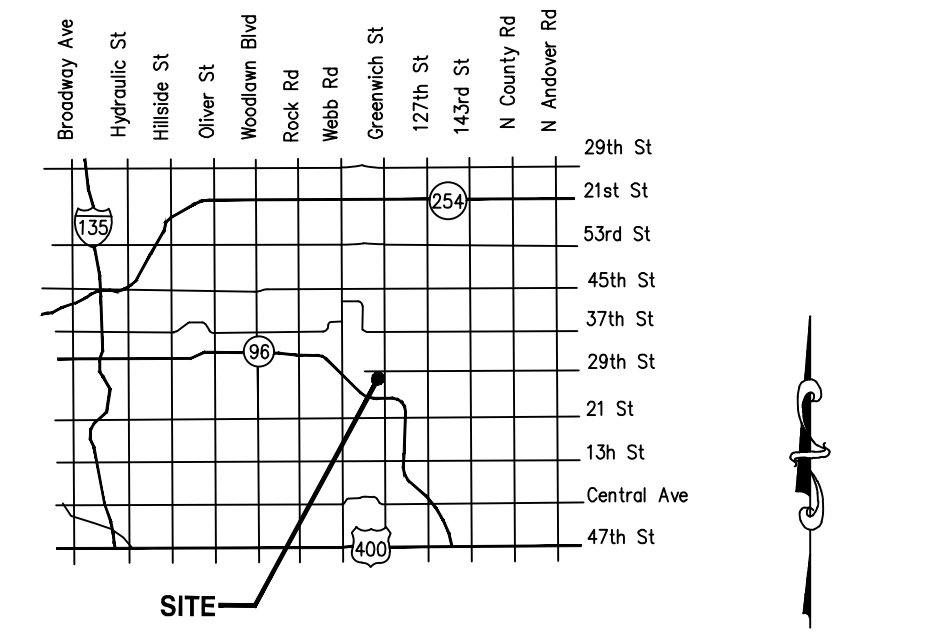 Broadway Ave
Hydraulic St
Hillside St
Oliver St
Woodlawn Blvd
Rock Rd
Webb Rd
Greenwich St
127th St
143rd St
N County Rd
N Andover Rd
29th St
21st St
254
135
53rd St
45th St
37th St
96
29th St
21 St
13h St
Central Ave
47th St
400
SITE